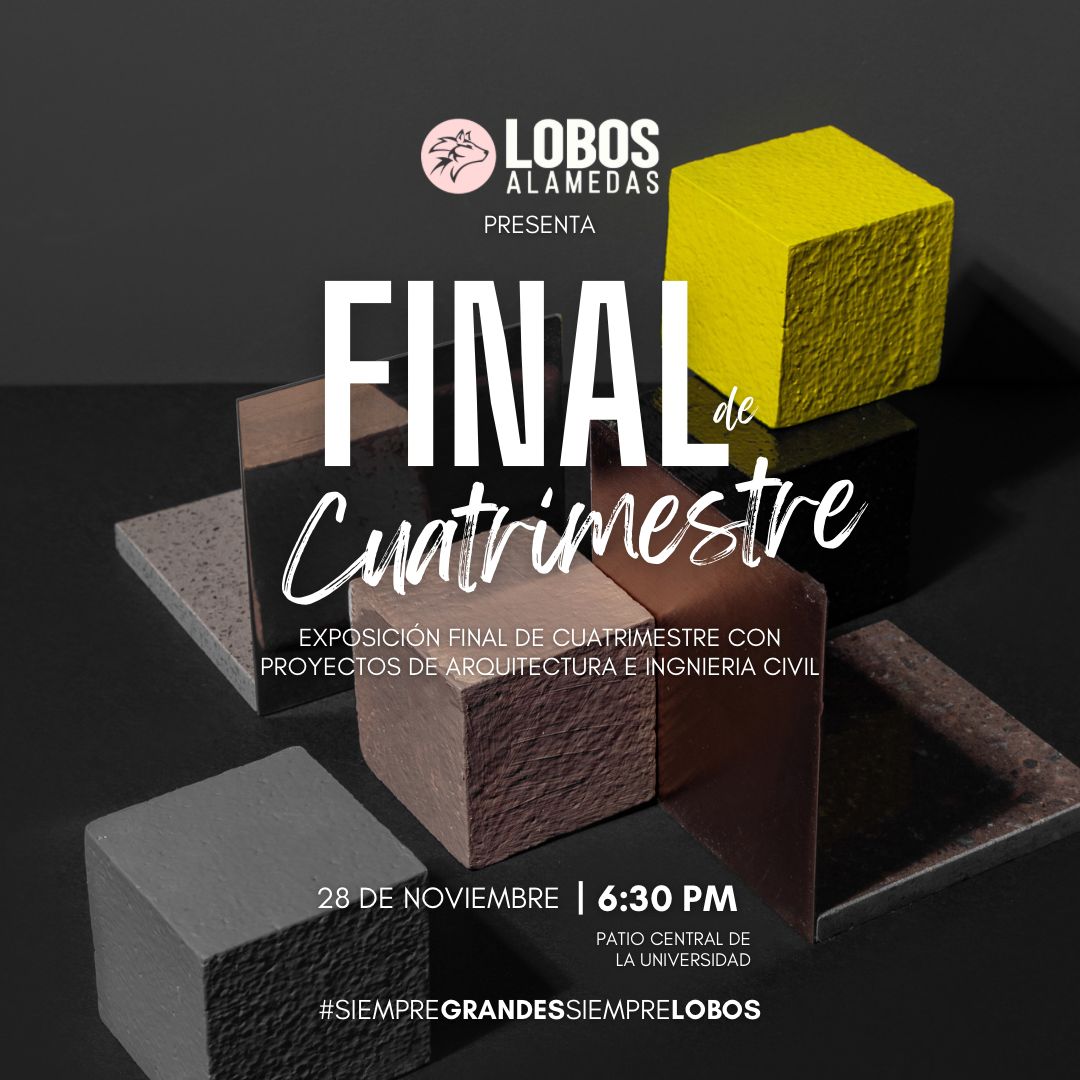 LOBOS
ALAMEDAS
PRESENTA
FINAL
de
Cuatrimestre
EXPOSICIÓN FINAL DE CUATRIMESTRE CON
PROYECTOS DE ARQUITECTURA E INGNIERIA CIVIL
28 DE NOVIEMBRE | 6:30 PM
PATIO CENTRAL DE
LA UNIVERSIDAD
#SIEMPREGRANDESSIEMPRELOBOS